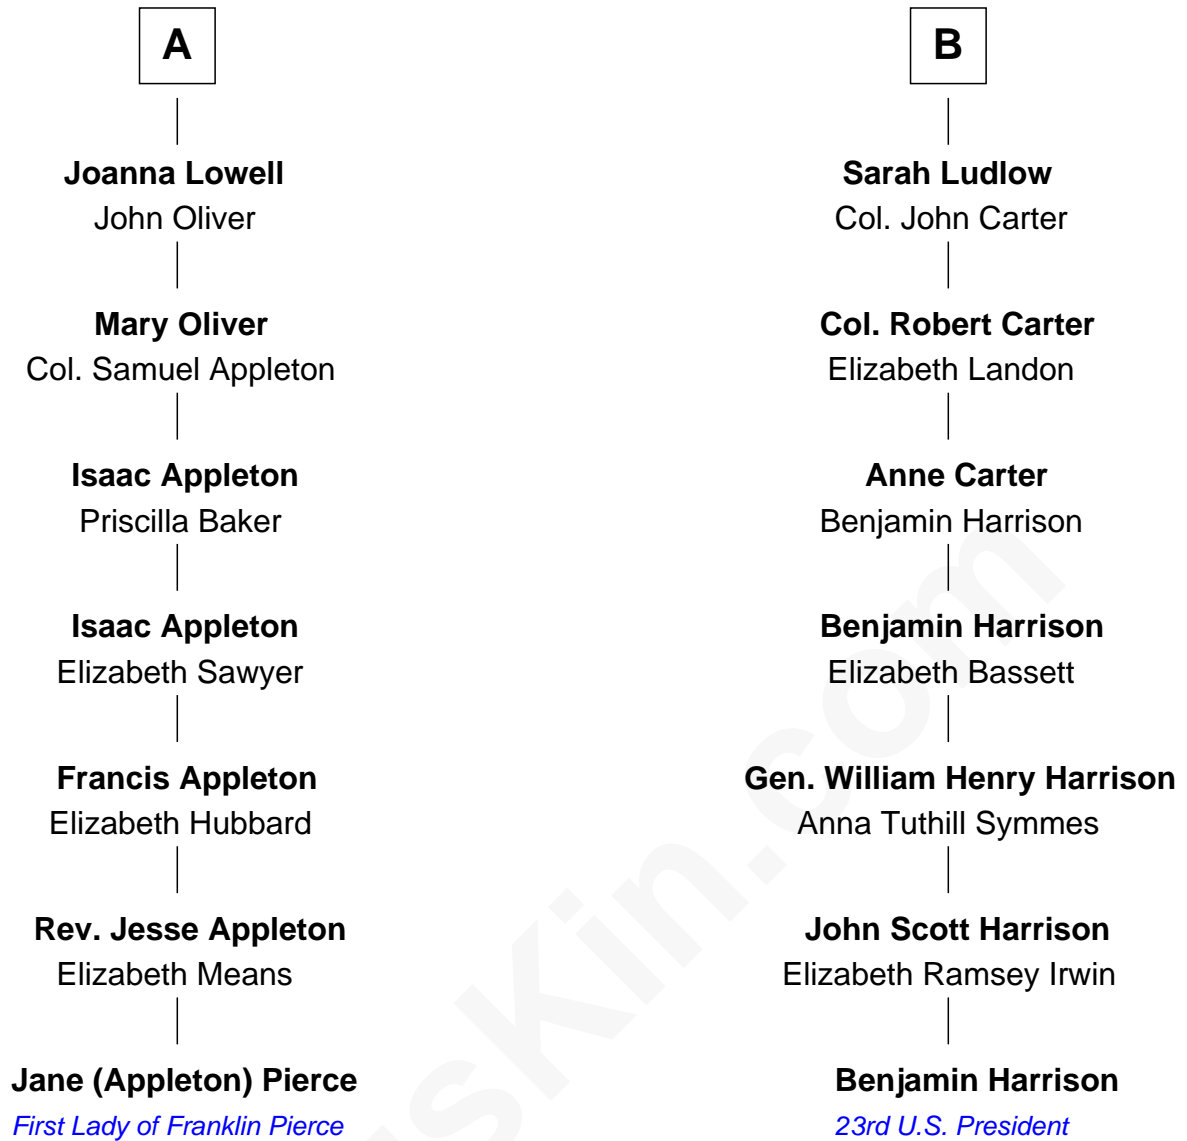 A
Joanna Lowell
John Oliver
Mary Oliver
Col. Samuel Appleton
Isaac Appleton
Priscilla Baker
Isaac Appleton
Elizabeth Sawyer
Francis Appleton
Elizabeth Hubbard
Rev. Jesse Appleton
Elizabeth Means
Jane (Appleton) Pierce
First Lady of Franklin Pierce
B
Sarah Ludlow
Col. John Carter
Col. Robert Carter
Elizabeth Landon
Anne Carter
Benjamin Harrison
Benjamin Harrison
Elizabeth Bassett
Gen. William Henry Harrison
Anna Tuthill Symmes
John Scott Harrison
Elizabeth Ramsey Irwin
Benjamin Harrison
23rd U.S. President
sKin.com